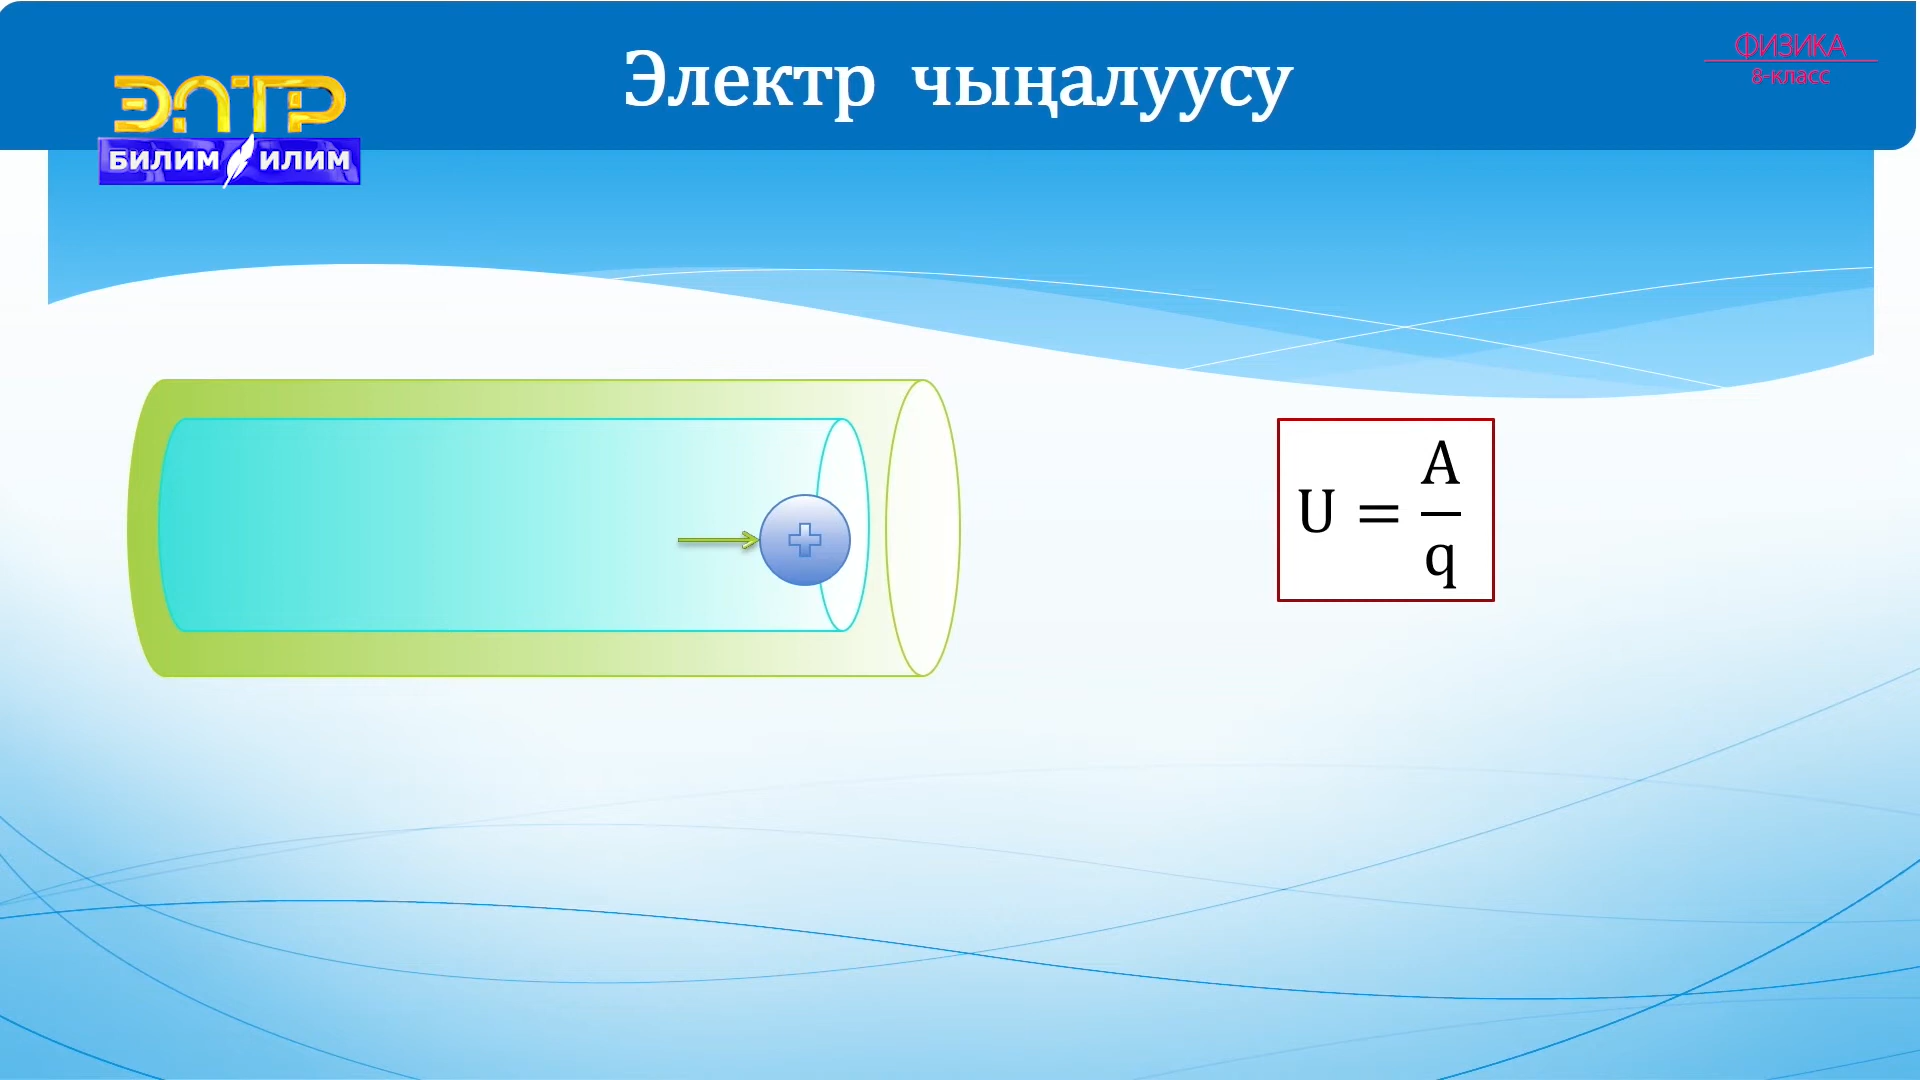 Электр чыңалуусу
ФИЗИКА
8-класс
ЭЛТР
БИЛИМ ИЛИМ
U = A/q